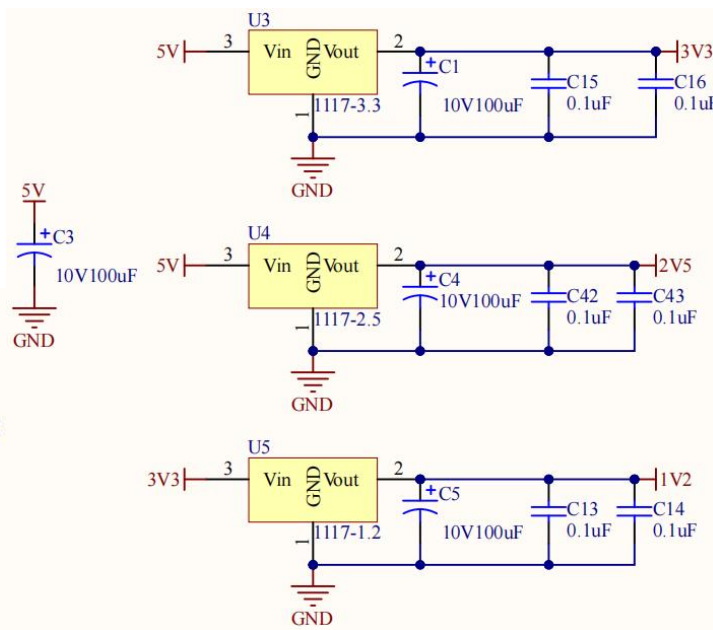 U3
5V
3
Vin
GND
Vout
2
1
1117-3.3
+
C1
10V100uF
C15
0.1uF
C16
0.1uF
3V3
GND
5V
+
C3
10V100uF
GND
U4
5V
3
Vin
GND
Vout
2
1
1117-2.5
+
C4
10V100uF
C42
0.1uF
C43
0.1uF
2V5
GND
U5
3V3
3
Vin
GND
Vout
2
1
1117-1.2
+
C5
10V100uF
C13
0.1uF
C14
0.1uF
1V2
GND